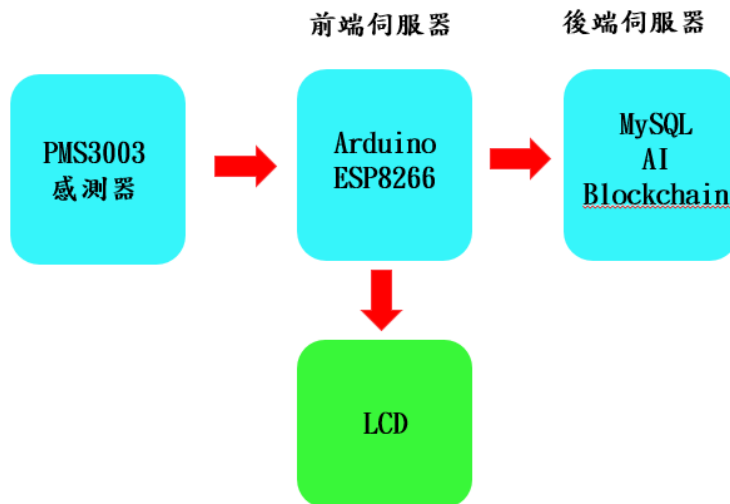 前端伺服器
後端伺服器
PMS3003
感測器
Arduino
ESP8266
MySQL
AI
Blockchain
LCD